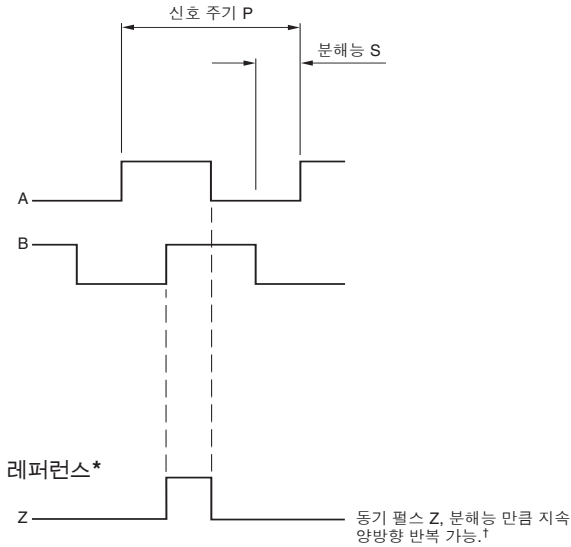 신호 주기 P
분해능 S
A
B
레퍼런스*
Z
동기 펄스 Z, 분해능 만큼 지속
양방향 반복 가능.†